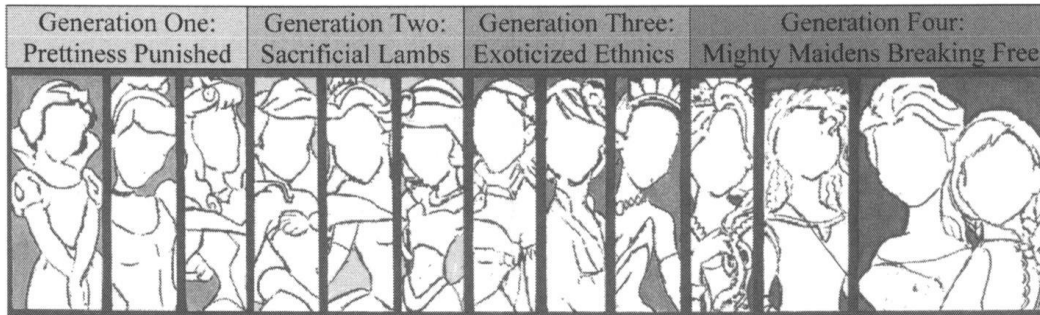 Generation One:
Prettiness Punished
Generation Two:
Sacrificial Lambs
Generation Three:
Exoticized Ethnics
Generation Four:
Mighty Maidens Breaking Free